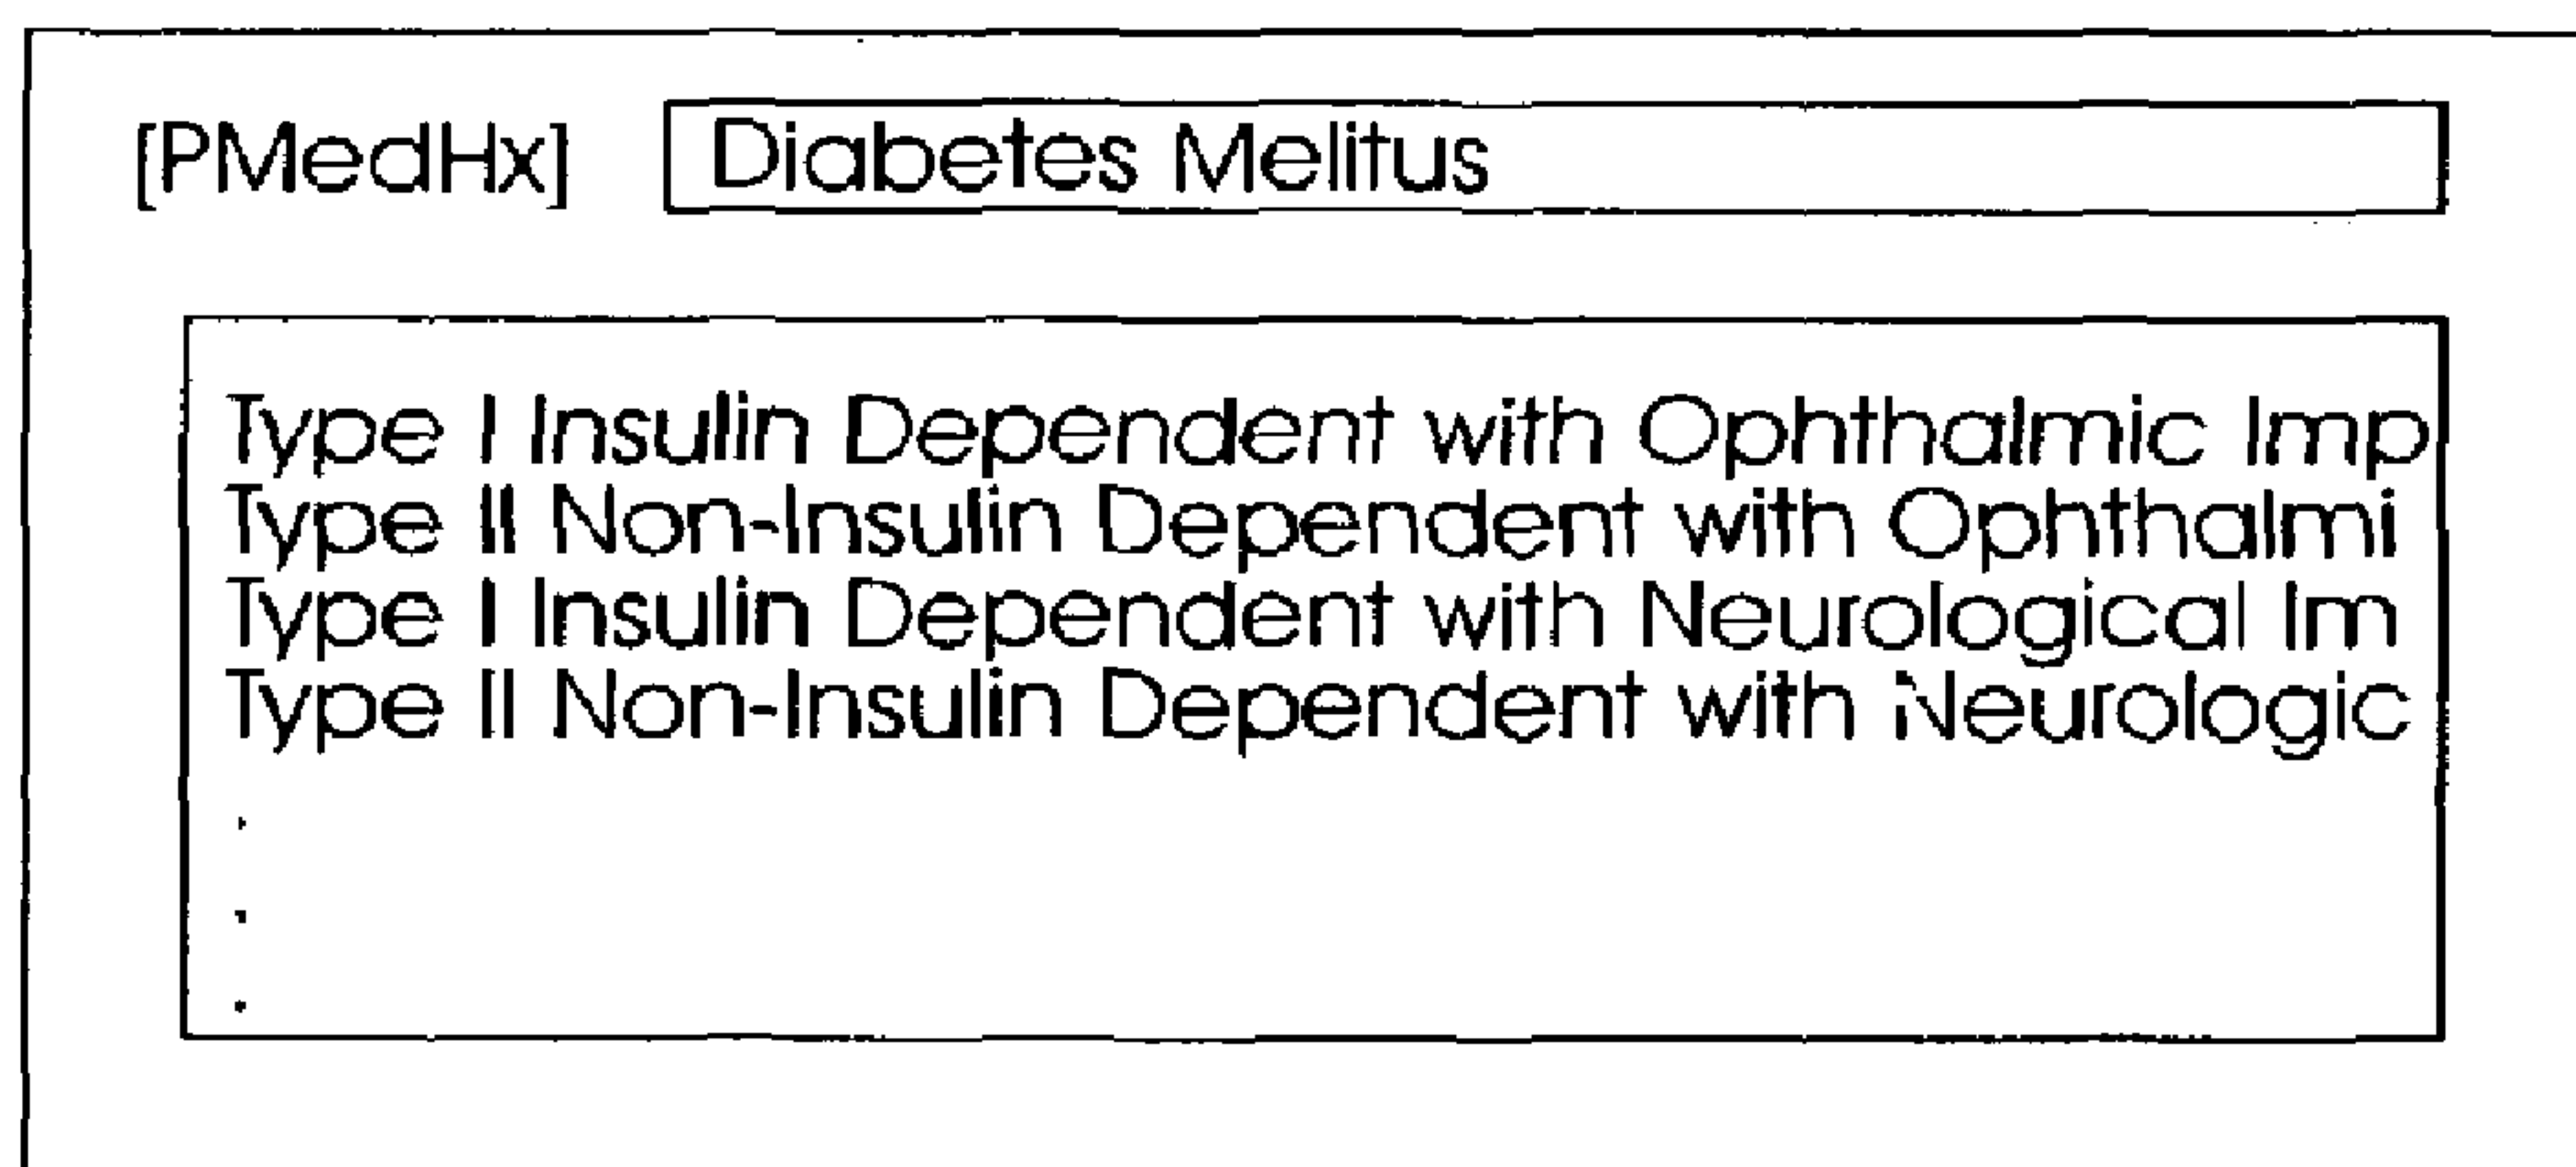 [PMedHx] Diabetes Melitus
Type I Insulin Dependent with Ophthalmic Imp
Type II Non-Insulin Dependent with Ophthalmi
Type I Insulin Dependent with Neurological Im
Type II Non-Insulin Dependent with Neurologic
.
.
.